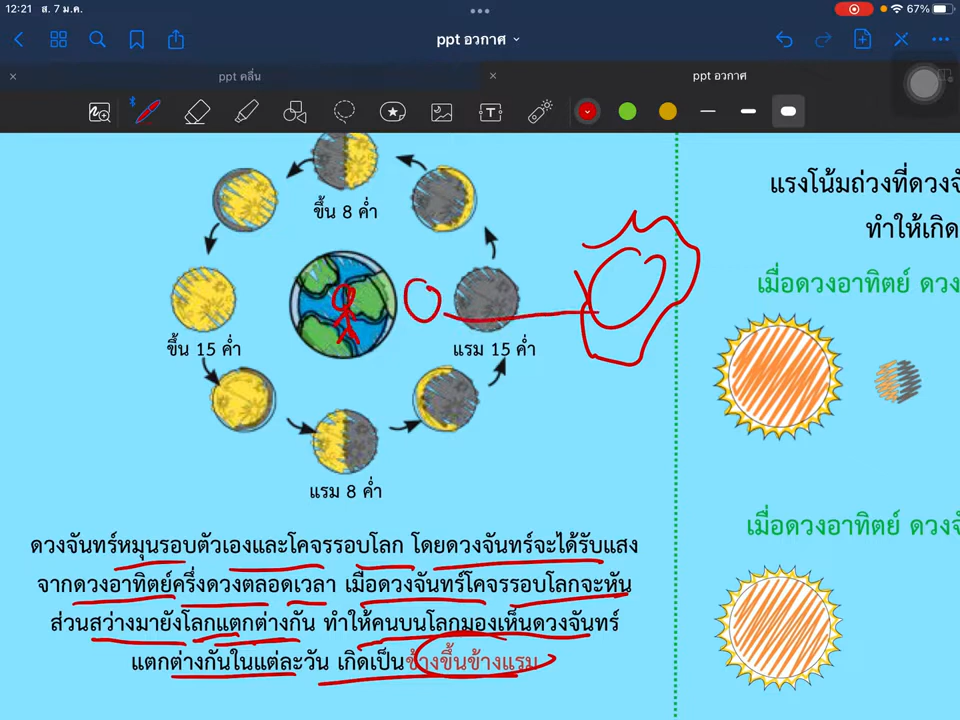 12:21 ส. 7 ม.ค.
67%
ppt อวกาศ
ppt คลื่น
ppt อวกาศ
ขึ้น 8 ค่ำ
ขึ้น 15 ค่ำ
แรม 15 ค่ำ
แรม 8 ค่ำ
ดวงจันทร์หมุนรอบตัวเองและโคจรรอบโลก โดยดวงจันทร์จะได้รับแสง
จากดวงอาทิตย์ครึ่งดวงตลอดเวลา เมื่อดวงจันทร์โคจรรอบโลกจะหัน
ส่วนสว่างมายังโลกแตกต่างกัน ทำให้คนบนโลกมองเห็นดวงจันทร์
แตกต่างกันในแต่ละวัน เกิดเป็นข้างขึ้นข้างแรม
แรงโน้มถ่วงที่ดวงจั
ทำให้เกิด
เมื่อดวงอาทิตย์ ดวง
เมื่อดวงอาทิตย์ ดวงจั